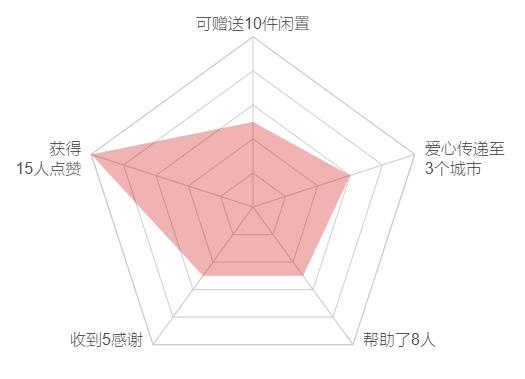 可赠送10件闲置
获得
15人点赞
爱心传递至
3个城市
收到5感谢
帮助了8人